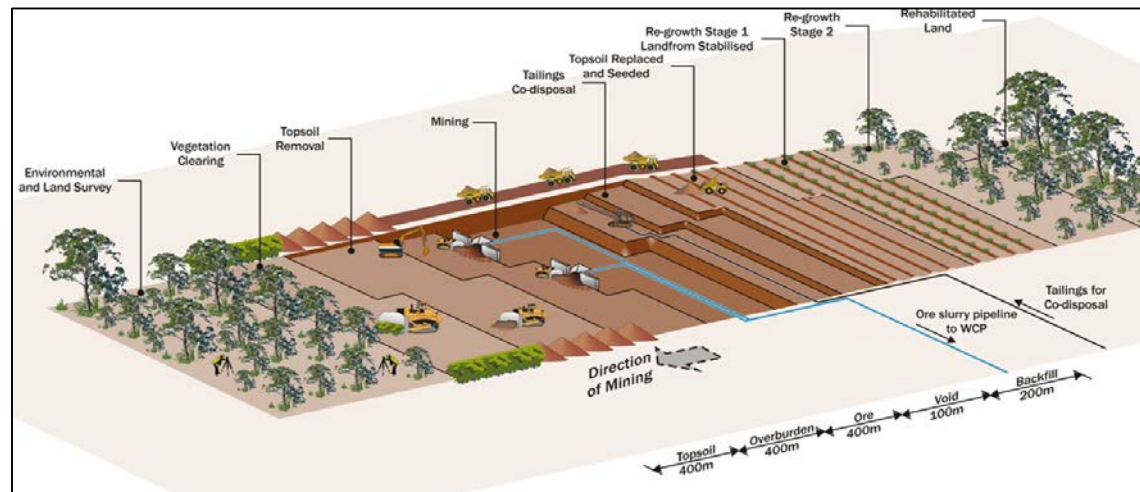 Environmental
and Land Survey
Vegetation
Clearing
Topsoil
Removal
Mining
Tailings
Co-disposal
Topsoil Replaced
and Seeded
Re-growth Stage 1
Landfrom Stabilised
Re-growth
Stage 2
Rehabilitated
Land
Tailings for
Co-disposal
Ore slurry pipeline
to WCP
Direction
of Mining
Topsoil
400m
Overburden
400m
Ore
400m
Void
100m
Backfill
200m